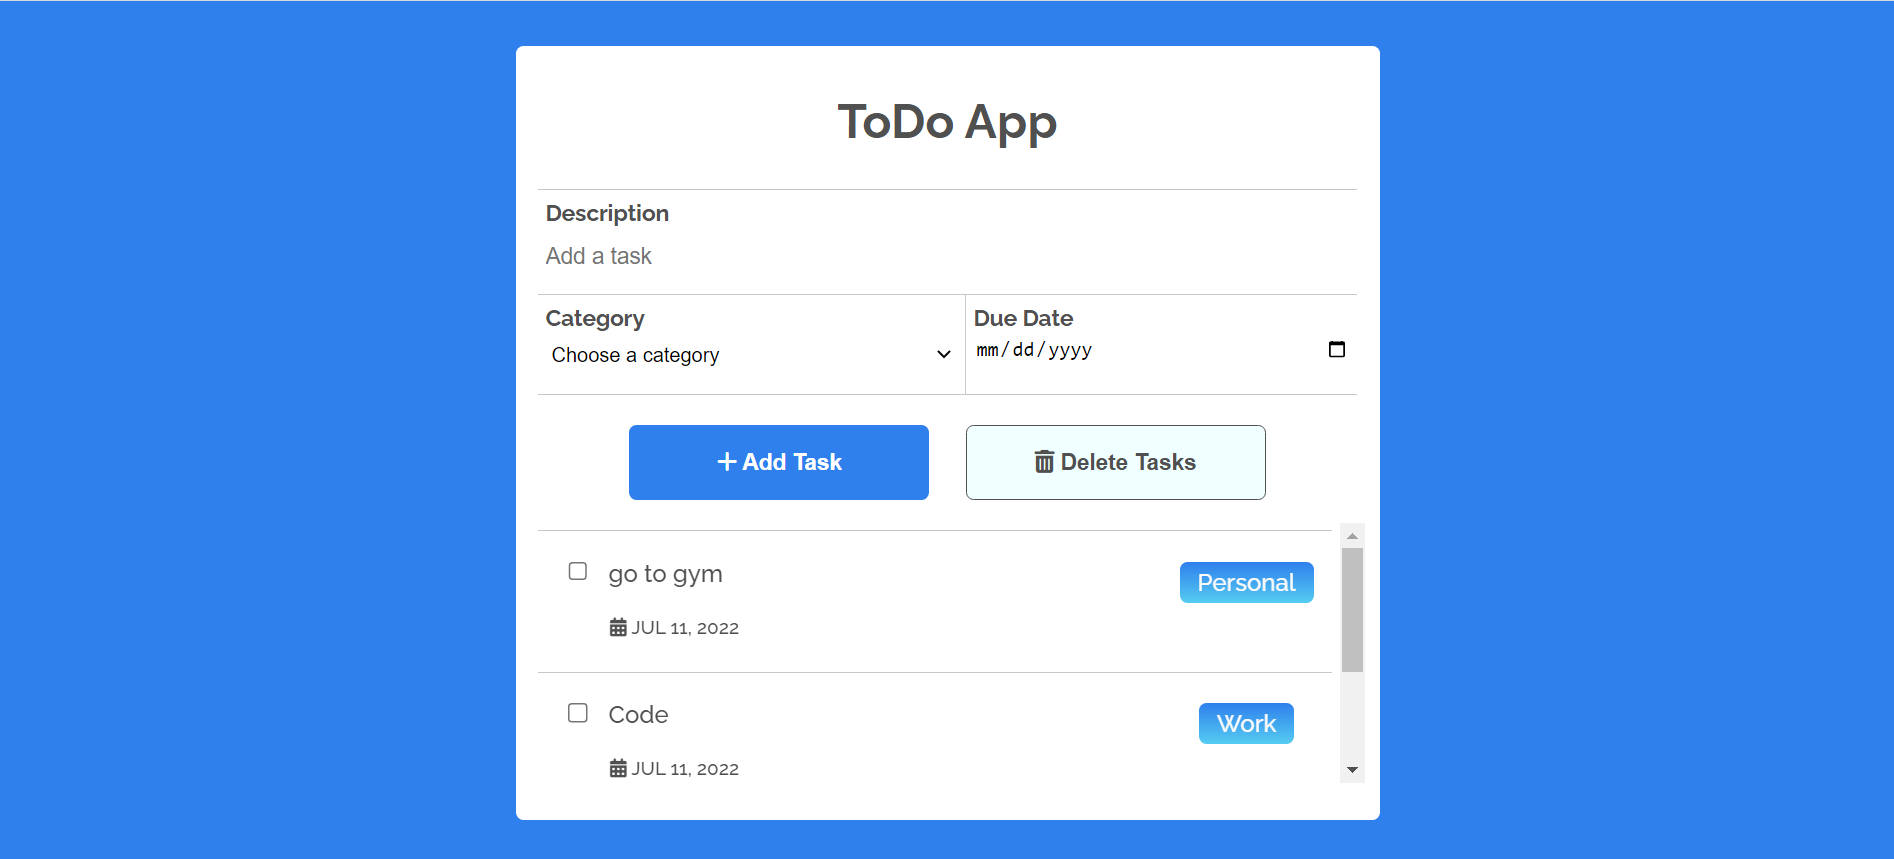 ToDo App
Description
Add a task
Category
Due Date
Choose a category
mm/dd/yyyy
Add Task
Delete Tasks
go to gym
Personal
JUL 11, 2022
Code
Work
JUL 11, 2022